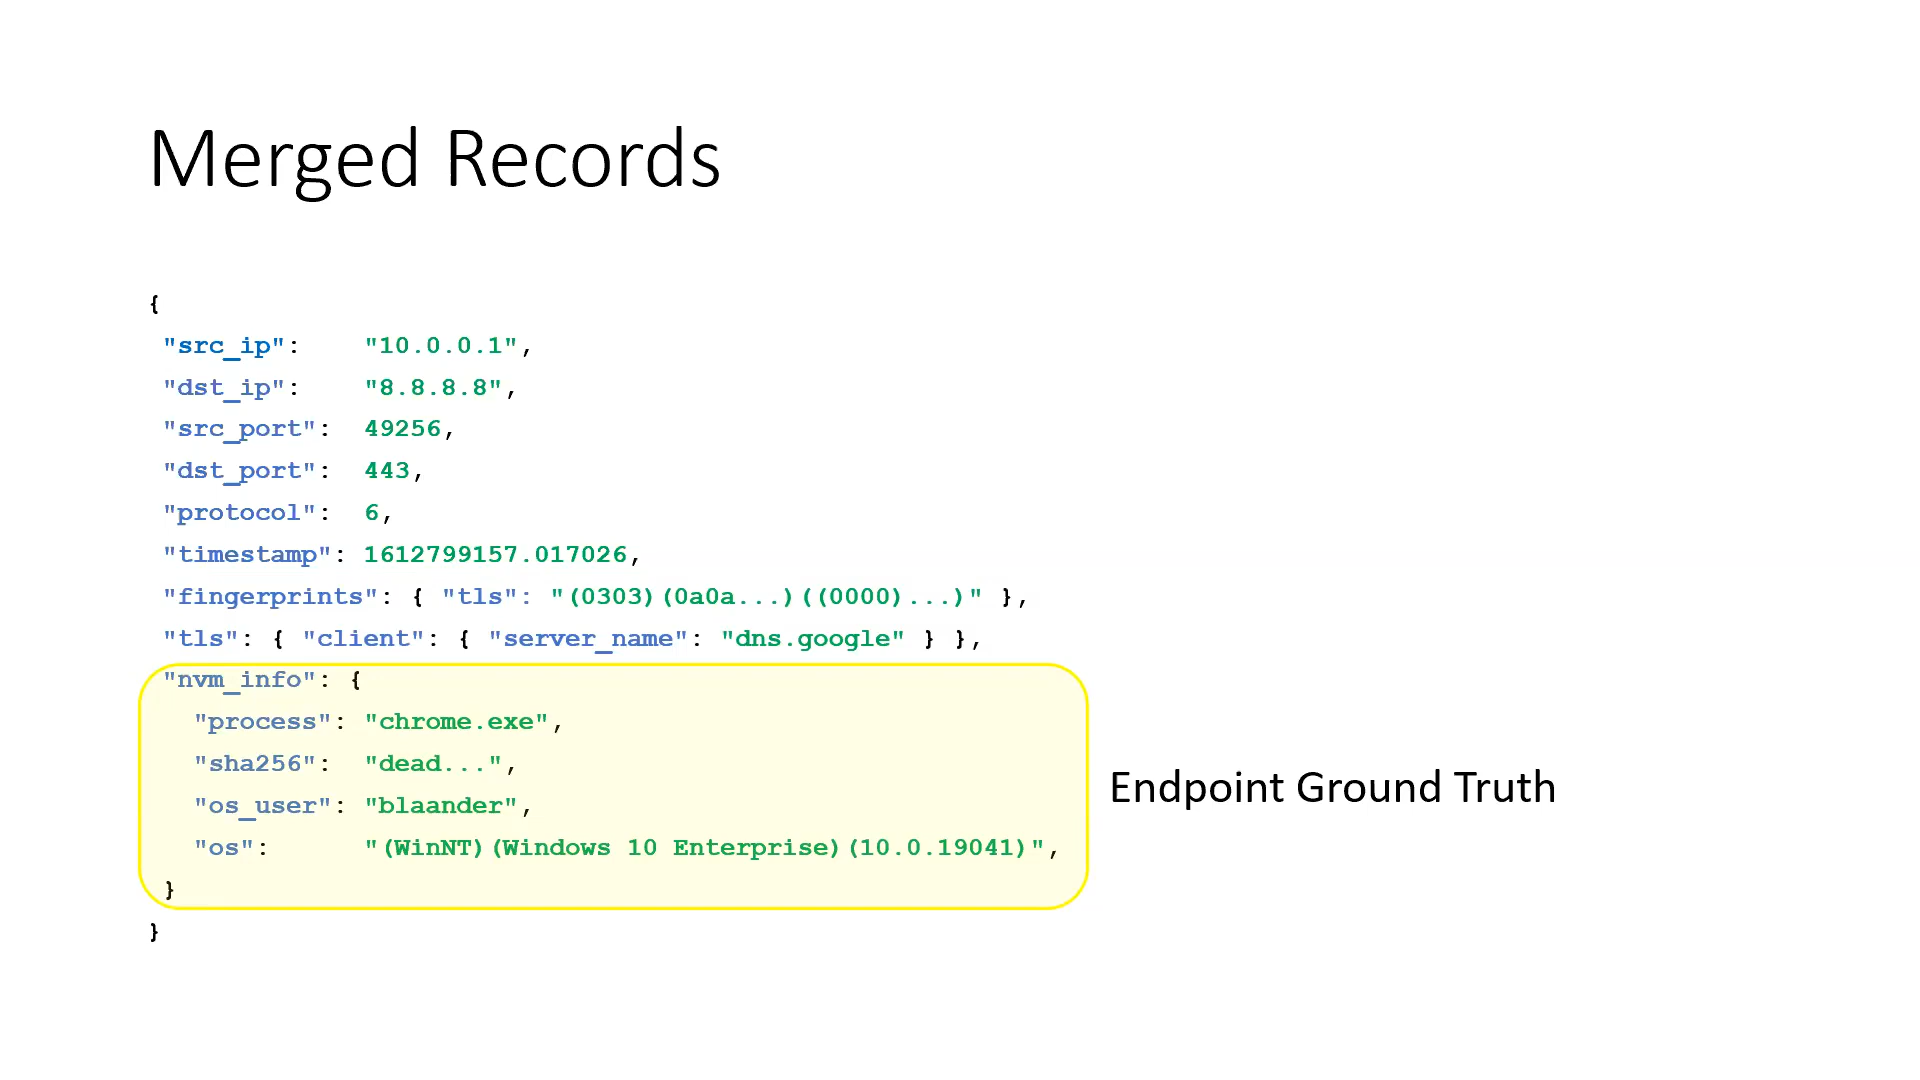 Merged Records
{
"src_ip": "10.0.0.1",
"dst_ip": "8.8.8.8",
"src_port": 49256,
"dst_port": 443,
"protocol": 6,
"timestamp": 1612799157.017026,
"fingerprints": { "tls": "(0303)(0a0a...)((0000)...)" },
"tls": { "client": { "server_name": "dns.google" } },
"nvm_info": {
"process": "chrome.exe",
"sha256": "dead...",
"os_user": "blaander",
"os": "(WinNT)(Windows 10 Enterprise)(10.0.19041)",
}
}
Endpoint Ground Truth